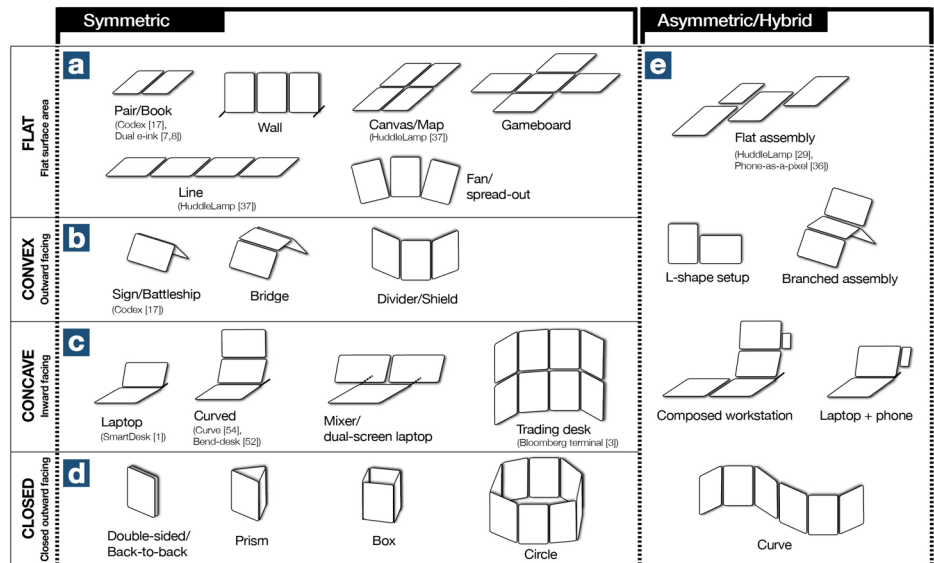 Symmetric
Asymmetric/Hybrid
FLAT
Flat surface area
a
Pair/Book
(Codex [17],
Dual e-ink [7,8])
Wall
Canvas/Map
(HuddleLamp [37])
Gameboard
Line
(HuddleLamp [37])
Fan/
spread-out
CONVEX
Outward facing
b
Sign/Battleship
(Codex [17])
Bridge
Divider/Shield
CONCAVE
Inward facing
c
Laptop
(SmartDesk [1])
Curved
(Curve [54],
Bend-desk [52])
Mixer/
dual-screen laptop
Trading desk
(Bloomberg terminal [3])
CLOSED
Closed outward facing
d
Double-sided/
Back-to-back
Prism
Box
Circle
e
Flat assembly
(HuddleLamp [29],
Phone-as-a-pixel [36])
L-shape setup
Branched assembly
Composed workstation
Laptop + phone
Curve